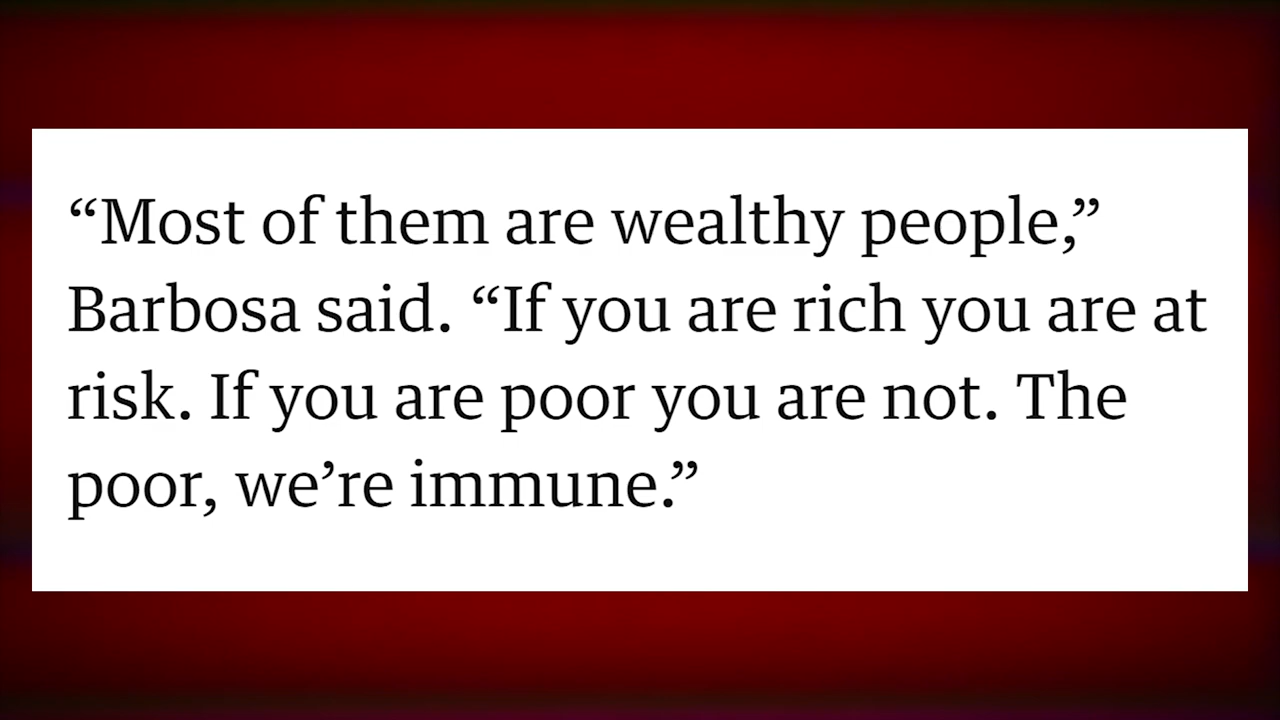 “Most of them are wealthy people,”
Barbosa said. “If you are rich you are at
risk. If you are poor you are not. The
poor, we’re immune.”